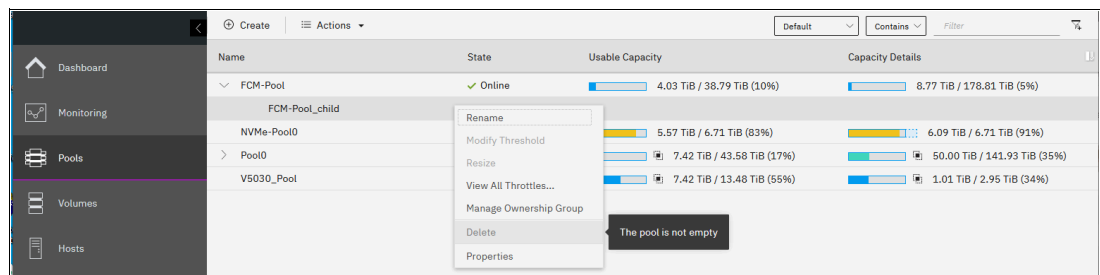 Create Actions Default Contains Filter
Name State Usable Capacity Capacity Details
Dashboard
FCM-Pool Online 4.03 TiB / 38.79 TiB (10%) 8.77 TiB / 178.81 TiB (5%)
Monitoring
FCM-Pool_child
Rename
NVMe-Pool0 5.57 TiB / 6.71 TiB (83%) 6.09 TiB / 6.71 TiB (91%)
Modify Threshold
Pools
Pool0 7.42 TiB / 43.58 TiB (17%) 50.00 TiB / 141.93 TiB (35%)
Resize
V5030_Pool 7.42 TiB / 13.48 TiB (55%) 1.01 TiB / 2.95 TiB (34%)
View All Throttles...
Volumes
Manage Ownership Group
Delete The pool is not empty
Hosts
Properties